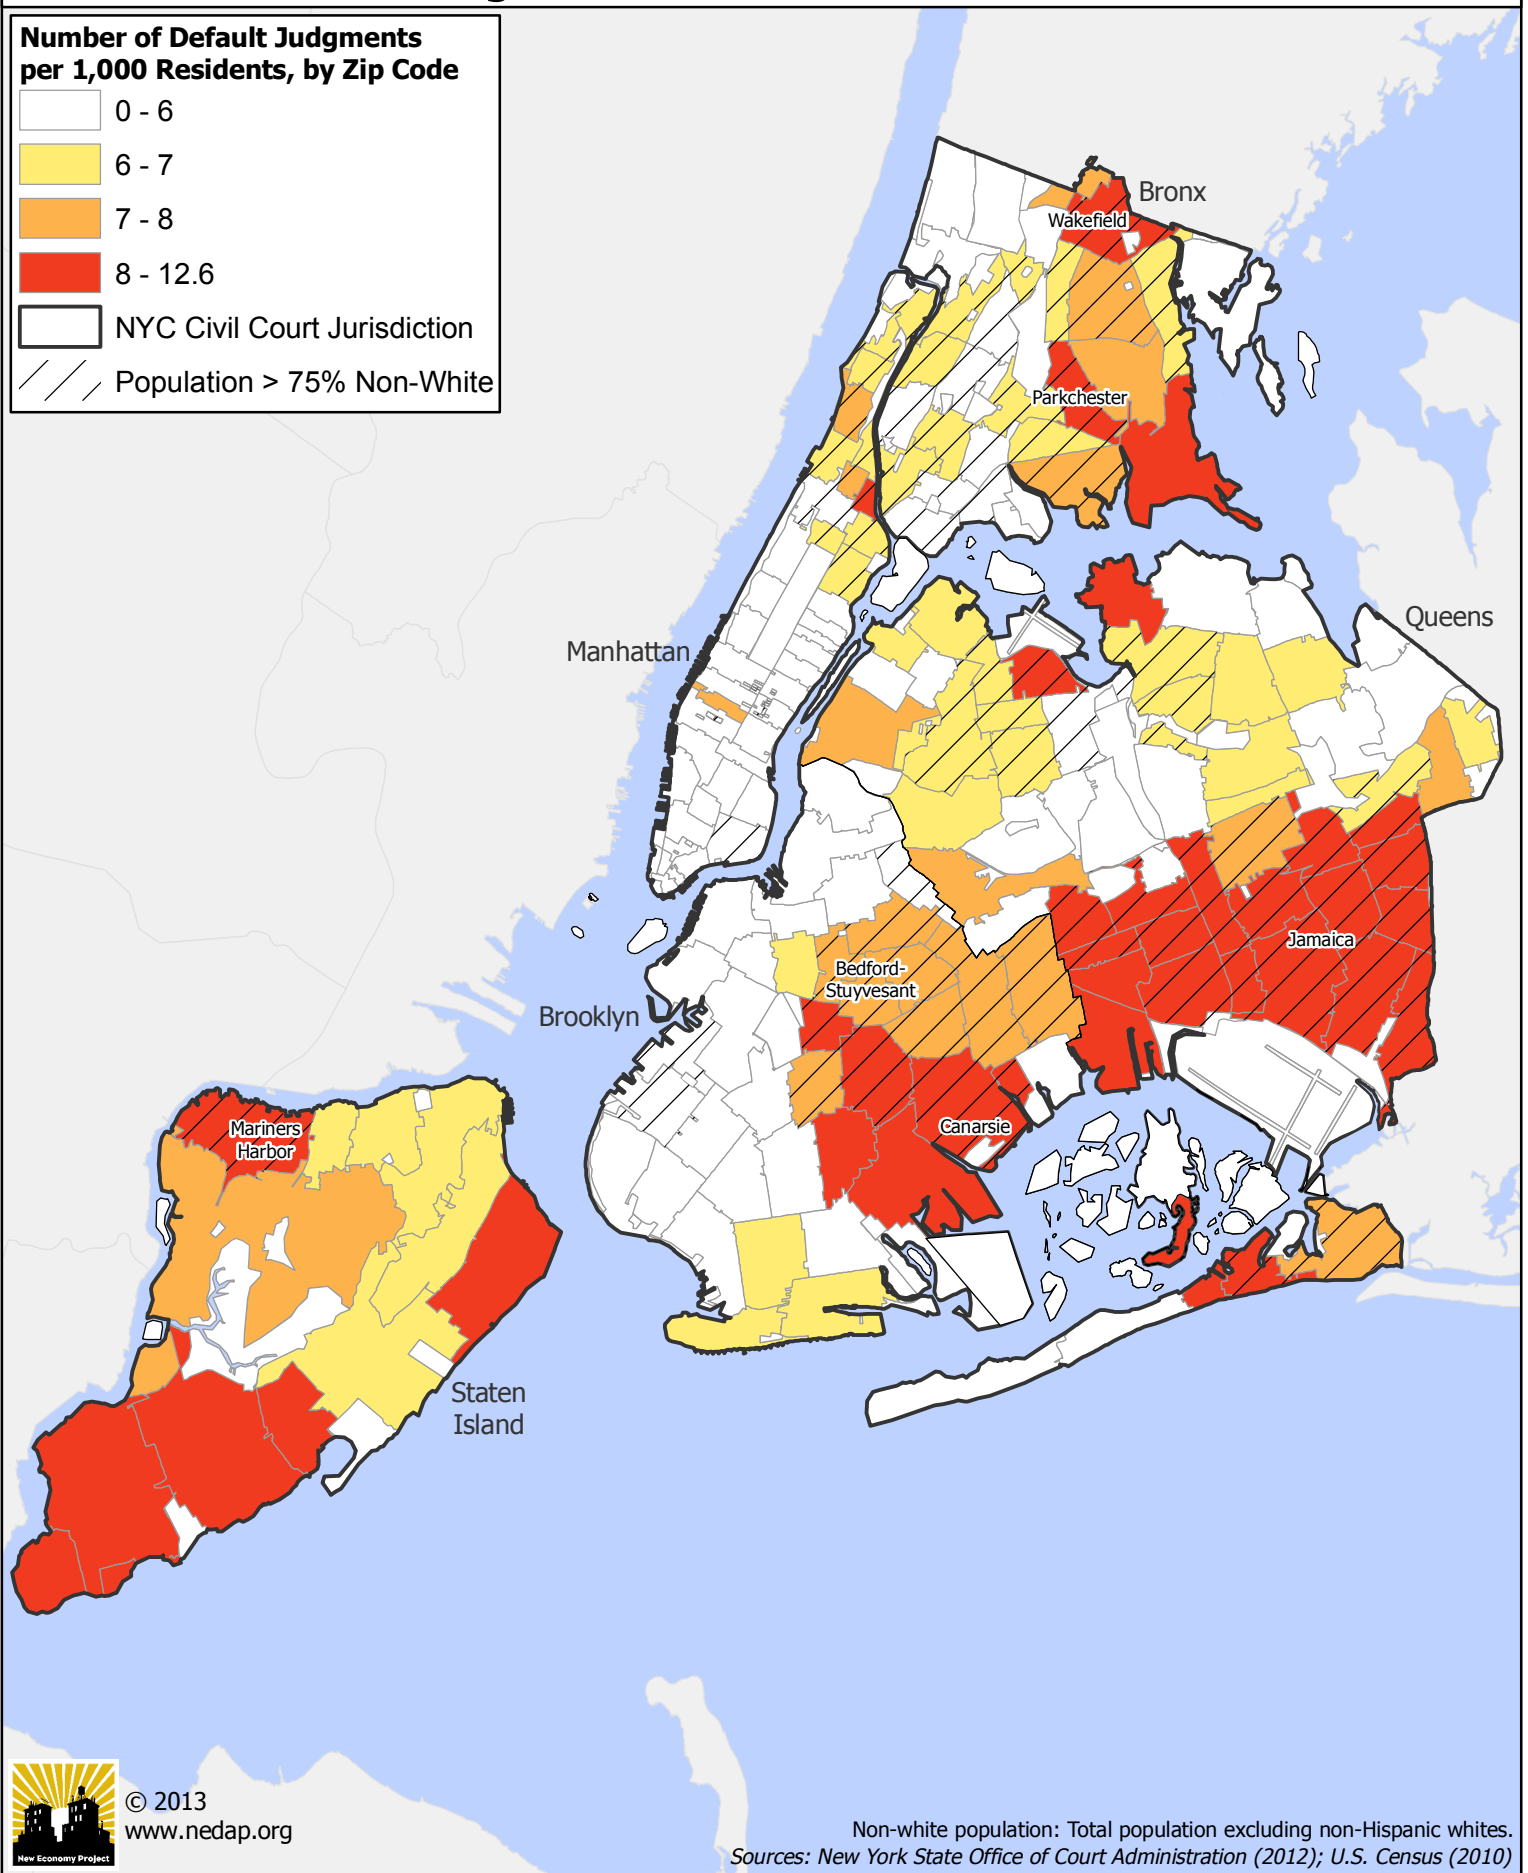 Number of Default Judgments
per 1,000 Residents, by Zip Code
0 - 6
6 - 7
7 - 8
8 - 12.6
NYC Civil Court Jurisdiction
Population > 75% Non-White
Bronx
Wakefield
Parkchester
Queens
Manhattan
Jamaica
Bedford-
Stuyvesant
Brooklyn
Canarsie
Mariners
Harbor
Staten
Island
New Economy Project
© 2013
www.nedap.org
Non-white population: Total population excluding non-Hispanic whites.
Sources: New York State Office of Court Administration (2012); U.S. Census (2010)